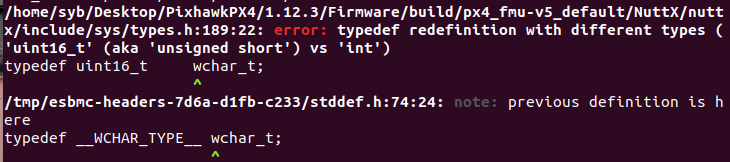 /home/syb/Desktop/PixhawkPX4/1.12.3/Firmware/build/px4_fmu-v5_default/NuttX/nutt
x/include/sys/types.h:189:22: error: typedef redefinition with different types (
'uint16_t' (aka 'unsigned short') vs 'int')
typedef uint16_t     wchar_t;
                     ^
/tmp/esbmc-headers-7d6a-d1fb-c233/stddef.h:74:24: note: previous definition is h
ere
typedef __WCHAR_TYPE__ wchar_t;
                       ^